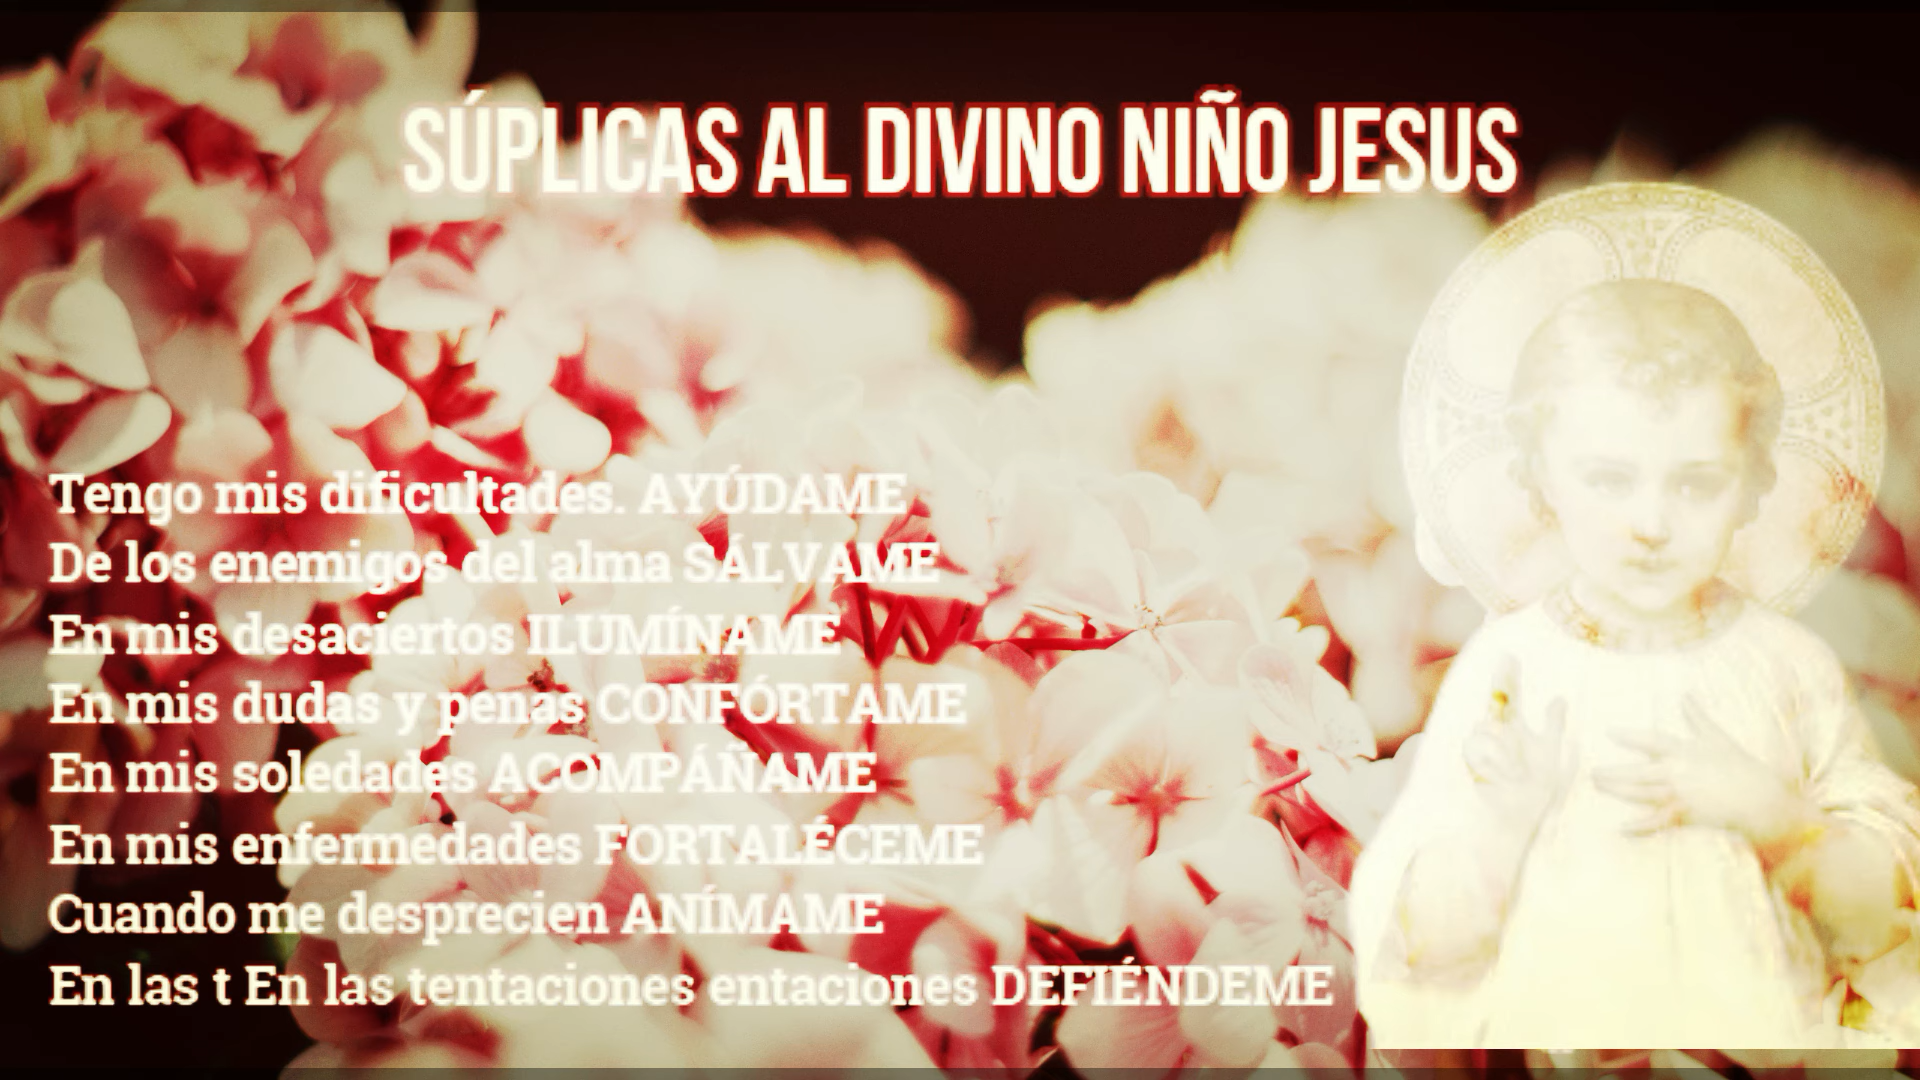 SÚPLICAS AL DIVINO NIÑO JESUS
Tengo mis dificultades. AYÚDAME
De los enemigos del alma SÁLVAME
En mis desaciertos ILUMÍNAME
En mis dudas y penas CONFÓRTAME
En mis soledades ACOMPÁÑAME
En mis enfermedades FORTALÉCEME
Cuando me desprecien ANÍMAME
En las t En las tentaciones entaciones DEFIÉNDEME